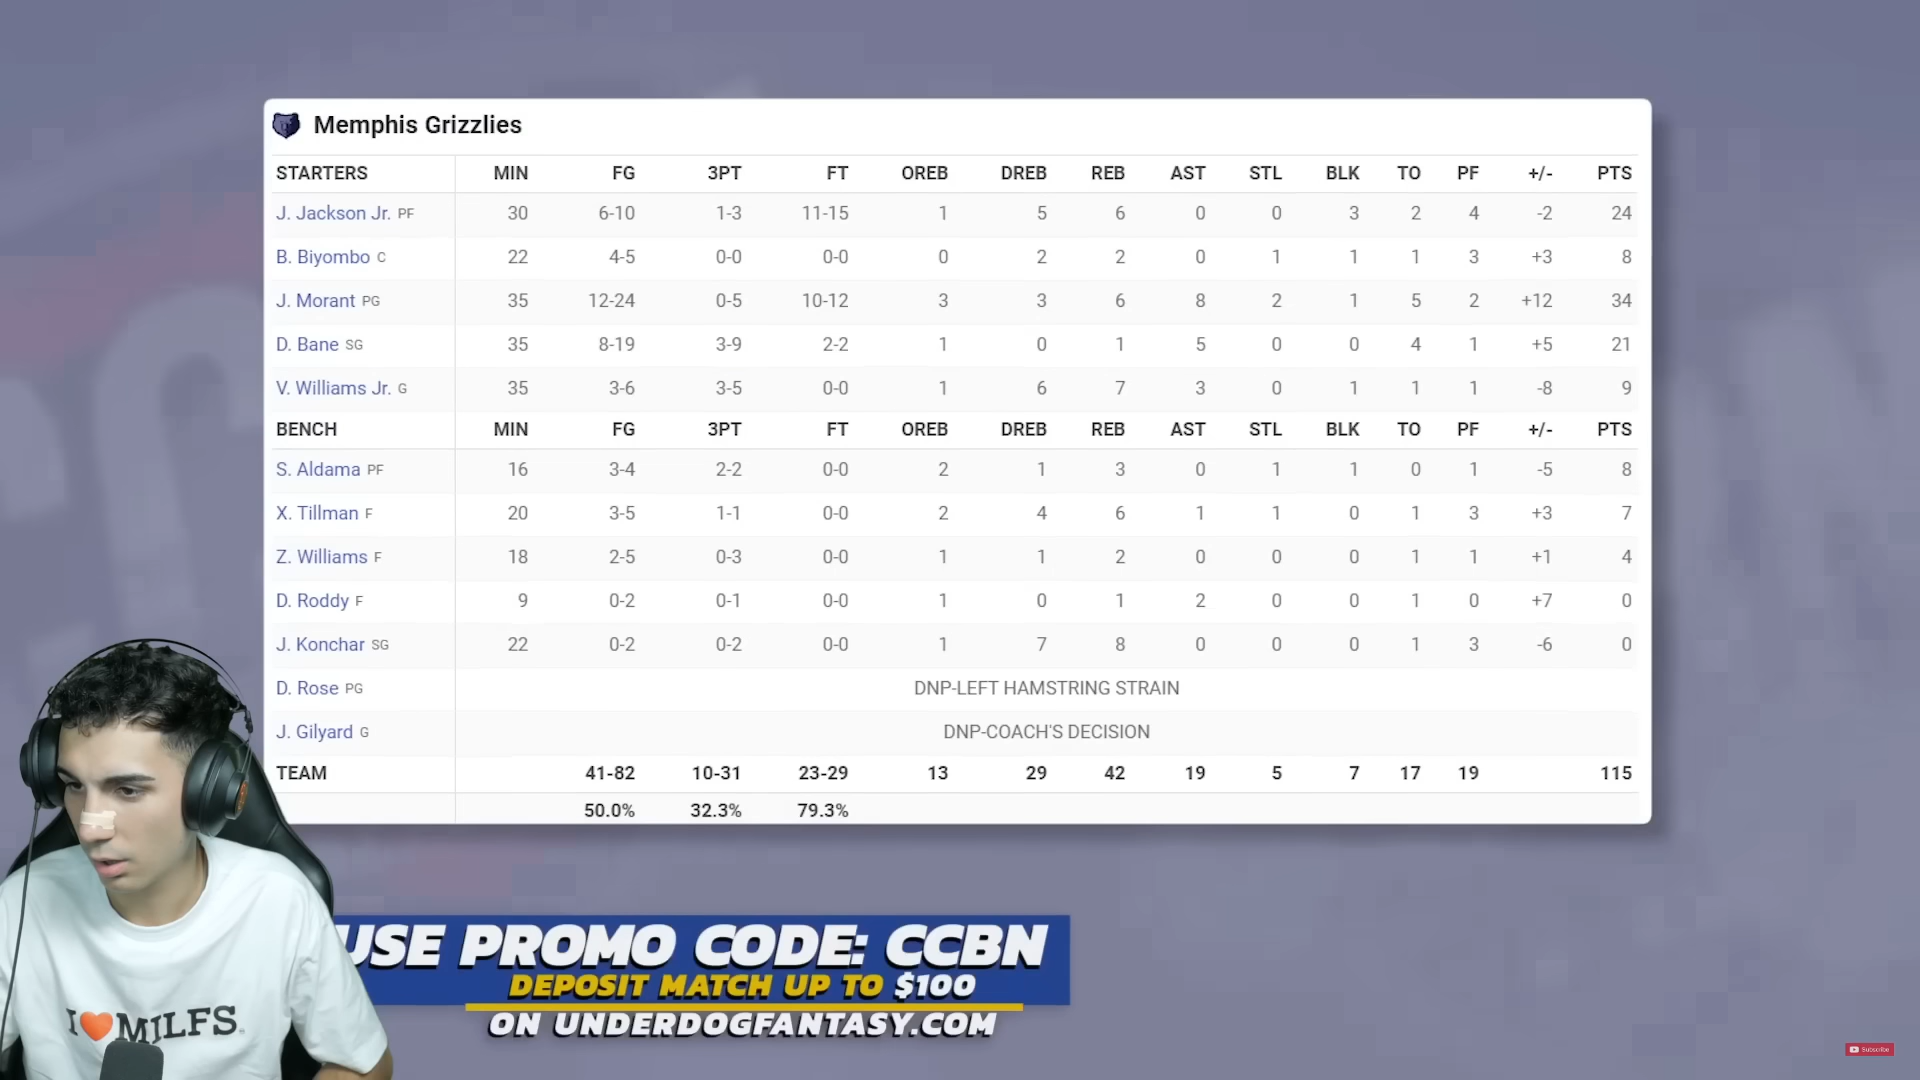 Memphis Grizzlies
STARTERS MIN FG 3PT FT OREB DREB REB AST STL BLK TO PF +/- PTS
J. Jackson Jr. PF 30 6-10 1-3 11-15 1 5 6 0 0 3 2 4 -2 24
B. Biyombo C 22 4-5 0-0 0-0 0 2 2 0 1 1 1 3 +3 8
J. Morant PG 35 12-24 0-5 10-12 3 3 6 8 2 1 5 2 +12 34
D. Bane SG 35 8-19 3-9 2-2 1 0 1 5 0 0 4 1 +5 21
V. Williams Jr. G 35 3-6 3-5 0-0 1 6 7 3 0 1 1 1 -8 9
BENCH MIN FG 3PT FT OREB DREB REB AST STL BLK TO PF +/- PTS
S. Aldama PF 16 3-4 2-2 0-0 2 1 3 0 1 1 0 1 -5 8
X. Tillman F 20 3-5 1-1 0-0 2 4 6 1 1 0 1 3 +3 7
Z. Williams F 18 2-5 0-3 0-0 1 1 2 0 0 0 1 1 +1 4
D. Roddy F 9 0-2 0-1 0-0 1 0 1 2 0 0 1 0 +7 0
J. Konchar SG 22 0-2 0-2 0-0 1 7 8 0 0 0 1 3 -6 0
D. Rose PG DNP-LEFT HAMSTRING STRAIN
J. Gilyard G DNP-COACH'S DECISION
TEAM 41-82 10-31 23-29 13 29 42 19 5 7 17 19 115
50.0% 32.3% 79.3%
USE PROMO CODE: CCBN
DEPOSIT MATCH UP TO $100
ON UNDERDOGFANTASY.COM
I MILFS
Subscribe